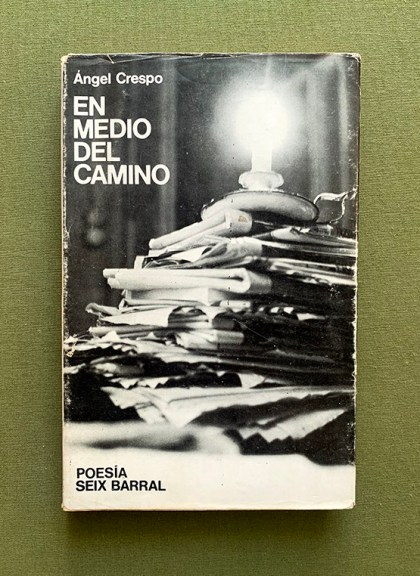 Ángel Crespo
EN
MEDIO
DEL
CAMINO
POESÍA
SEIX BARRAL